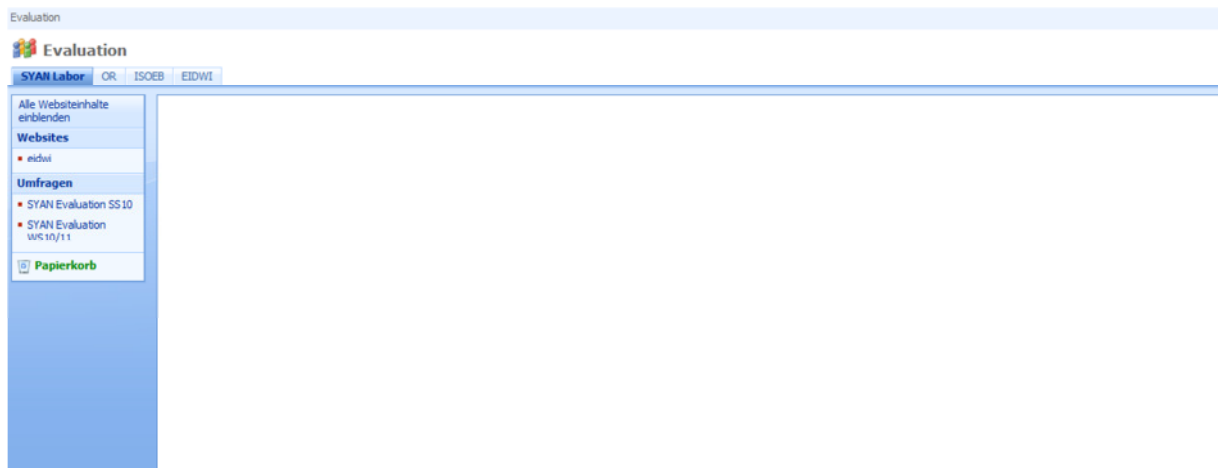 Evaluation
Evaluation
SYAN Labor OR ISOEB EIDWI
Alle Websiteinhalte
einblenden
Websites
eidwi
Umfragen
SYAN Evaluation SS10
SYAN Evaluation
WS10/11
Papierkorb